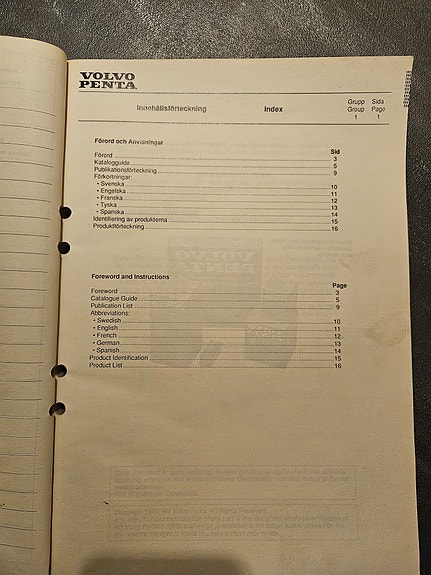 VOLVO
PENTA
Innehållsförteckning Index Grupp Sida
Group Page
1 1
Förord och Anvisningar
Sid
Förord 3
Katalogguide 5
Publikationsförteckning 9
Förkortningar:
• Svenska 10
• Engelska 11
• Franska 12
• Tyska 13
• Spanska 14
Identifiering av produkterna 15
Produktförteckning 16
Foreword and Instructions
Page
Foreword 3
Catalogue Guide 5
Publication List 9
Abbreviations:
• Swedish 10
• English 11
• French 12
• German 13
• Spanish 14
Product Identification 15
Product List 16